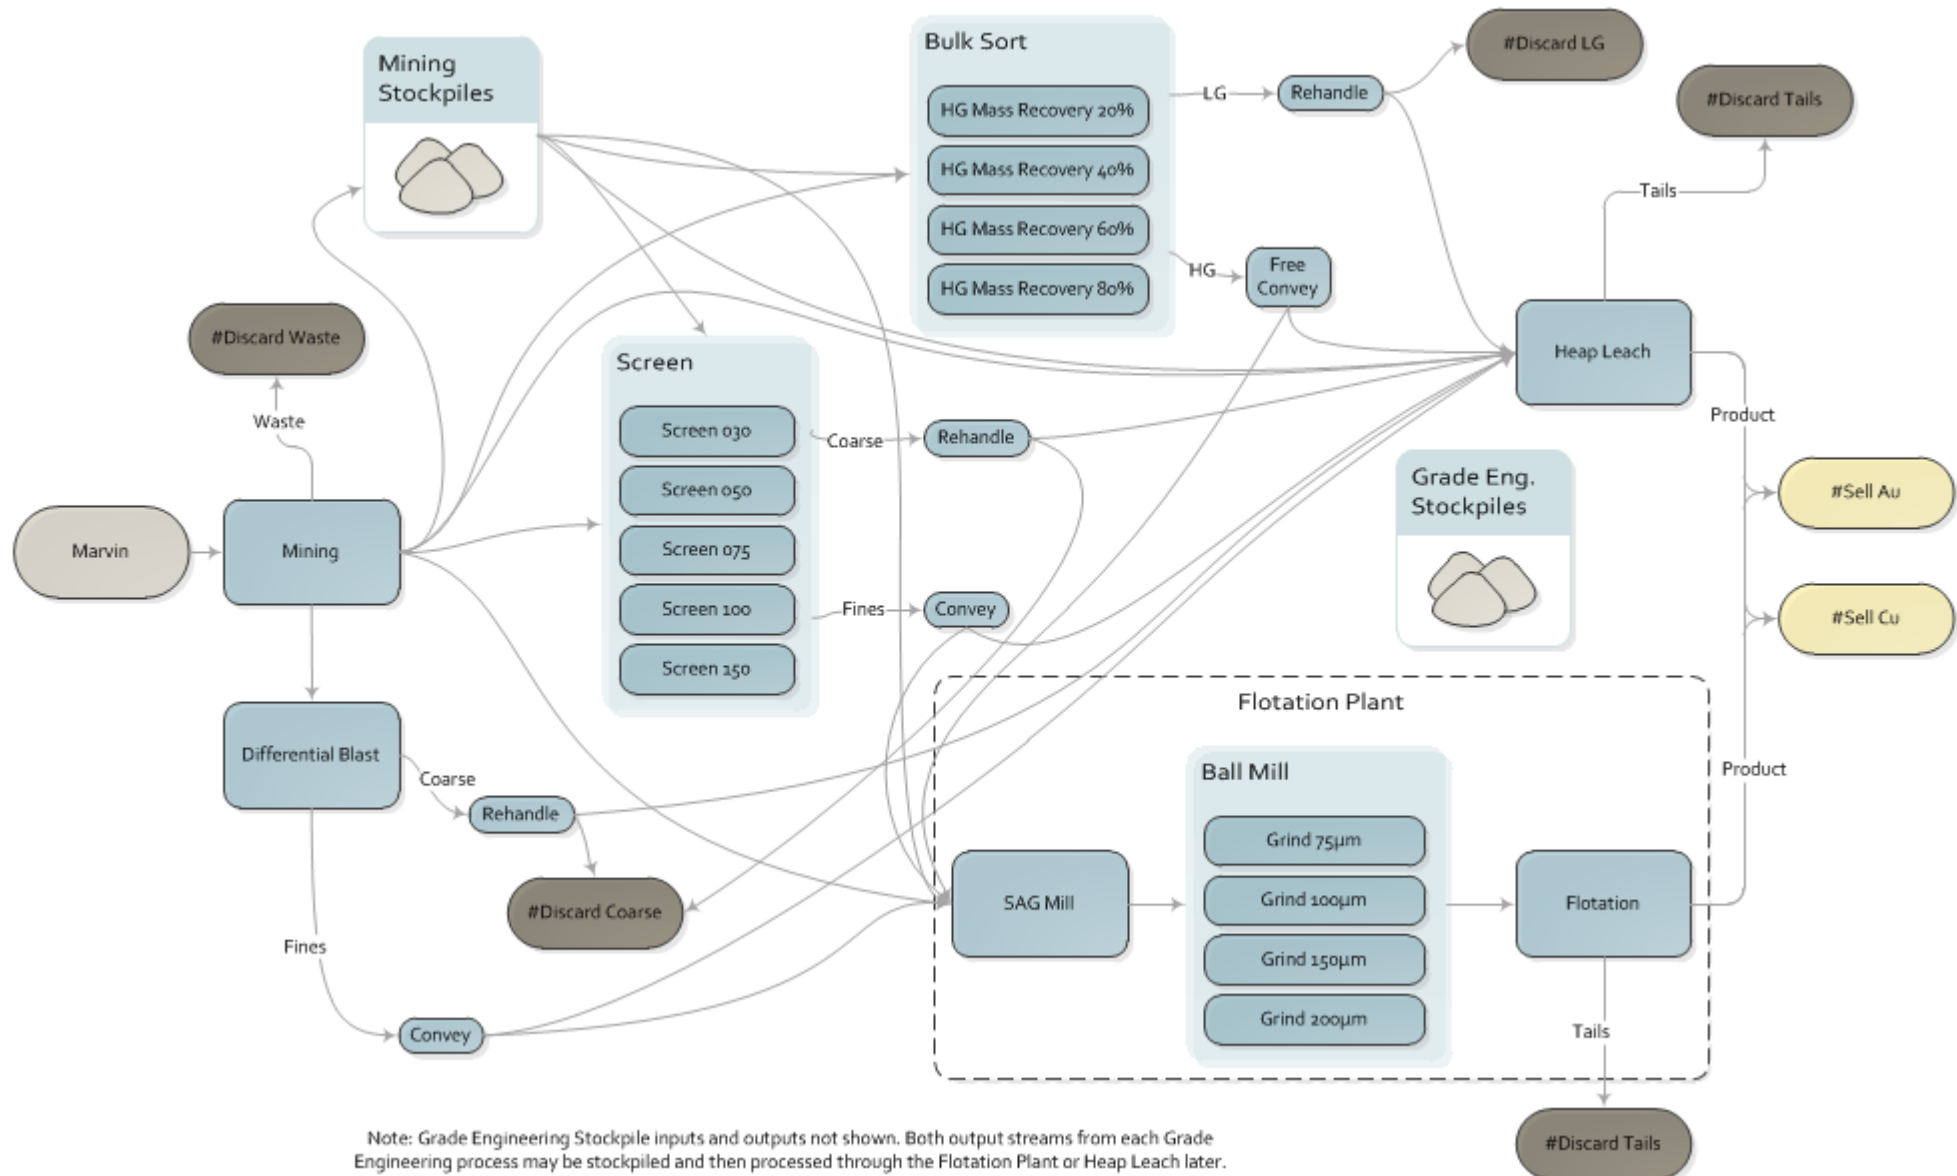 Mining
Stockpiles
Bulk Sort
HG Mass Recovery 20%
HG Mass Recovery 40%
HG Mass Recovery 60%
HG Mass Recovery 80%
LG
Rehandle
#Discard LG
#Discard Tails
Tails
HG
Free
Convey
Heap Leach
#Discard Waste
Waste
Screen
Screen 030
Screen 050
Screen 075
Screen 100
Screen 150
Coarse
Rehandle
Fines
Convey
Product
Grade Eng.
Stockpiles
#Sell Au
#Sell Cu
Marvin
Mining
Differential Blast
Coarse
Rehandle
#Discard Coarse
Fines
Convey
Flotation Plant
SAG Mill
Ball Mill
Grind 75µm
Grind 100µm
Grind 150µm
Grind 200µm
Flotation
Product
Tails
#Discard Tails
Note: Grade Engineering Stockpile inputs and outputs not shown. Both output streams from each Grade
Engineering process may be stockpiled and then processed through the Flotation Plant or Heap Leach later.